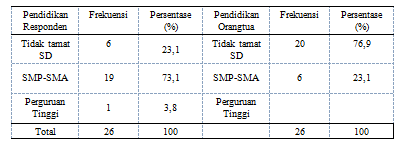 Pendidikan Responden Frekuensi Persentase (%) Pendidikan Orangtua Frekuensi Persentase (%)
Tidak tamat SD 6 23,1 Tidak tamat SD 20 76,9
SMP-SMA 19 73,1 SMP-SMA 6 23,1
Perguruan Tinggi 1 3,8 Perguruan Tinggi
Total 26 100 26 100